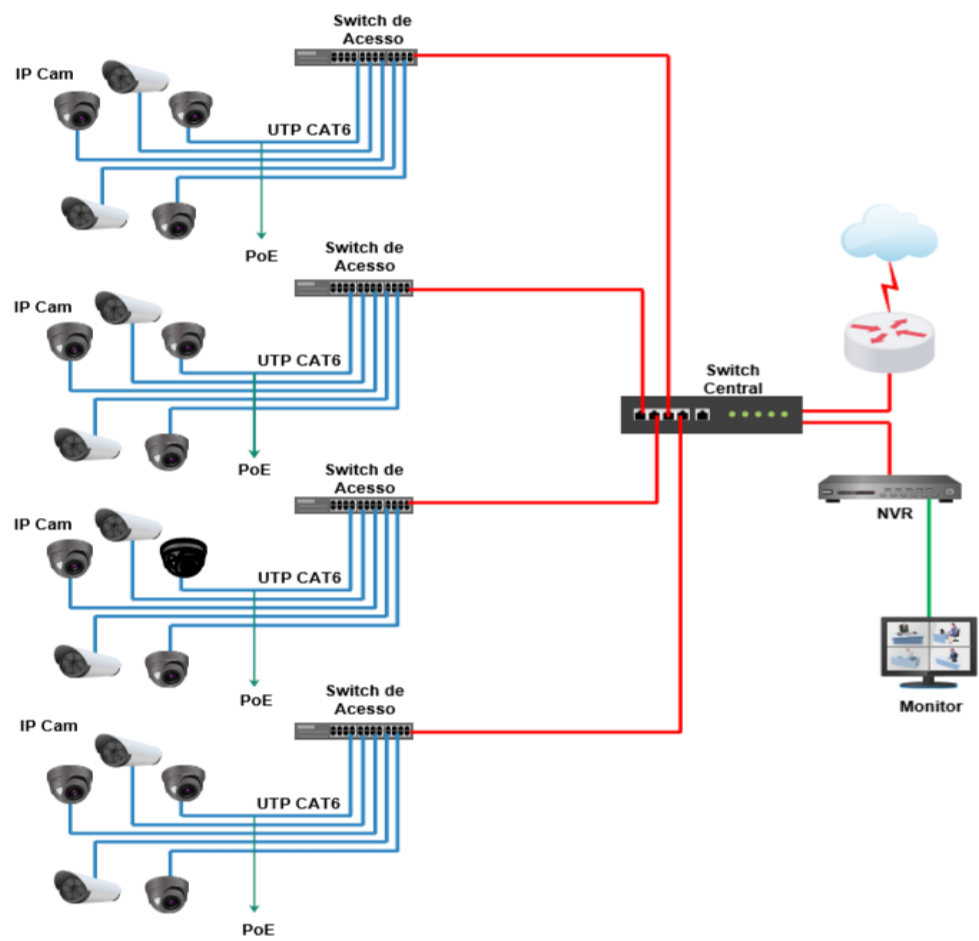 Switch de
Acesso
IP Cam
UTP CAT6
PoE
Switch de
Acesso
IP Cam
UTP CAT6
PoE
Switch
Central
Switch de
Acesso
IP Cam
UTP CAT6
PoE
NVR
Monitor
Switch de
Acesso
IP Cam
UTP CAT6
PoE